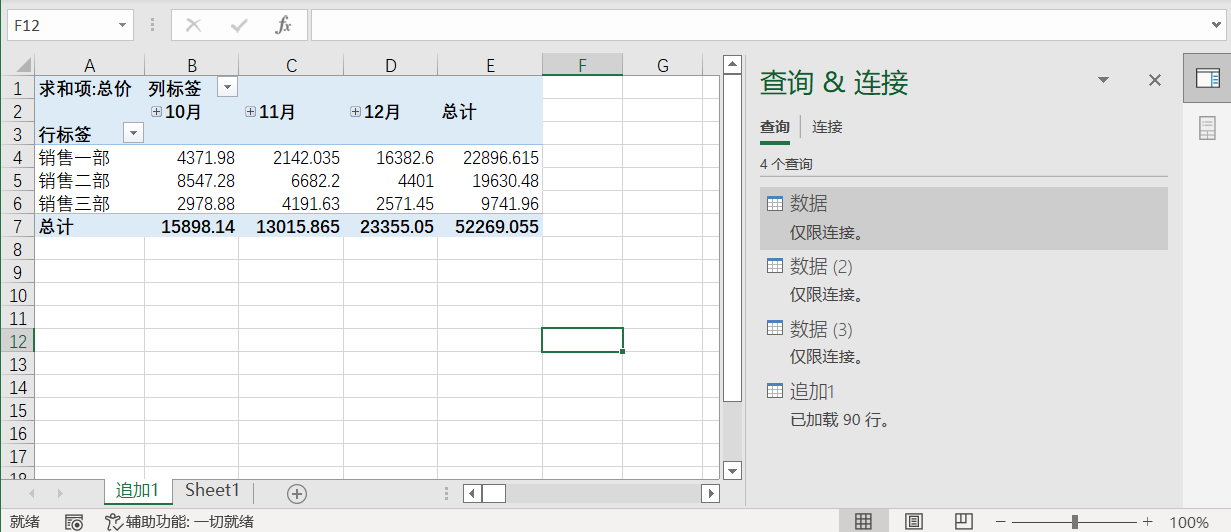 F12
fx
A B C D E F G
1 求和项:总价 列标签
2 10月 11月 12月 总计
3 行标签
4 销售一部 4371.98 2142.035 16382.6 22896.615
5 销售二部 8547.28 6682.2 4401 19630.48
6 销售三部 2978.88 4191.63 2571.45 9741.96
7 总计 15898.14 13015.865 23355.05 52269.055
8
9
10
11
12
13
14
15
16
17
18
查询 & 连接
查询 连接
4 个查询
数据
仅限连接。
数据 (2)
仅限连接。
数据 (3)
仅限连接。
追加1
已加载 90 行。
追加1 Sheet1
就绪 辅助功能: 一切就绪 100%